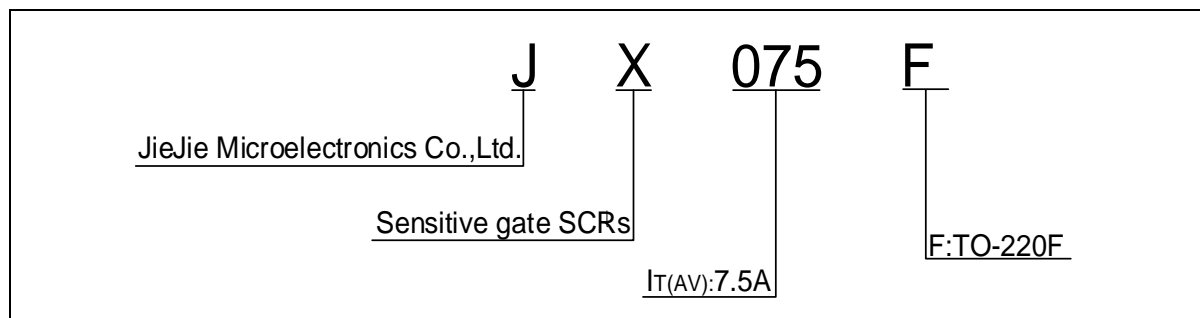 J X 075 F
JieJie Microelectronics Co.,Ltd.
Sensitive gate SCRs
F:TO-220F
IT(AV):7.5A